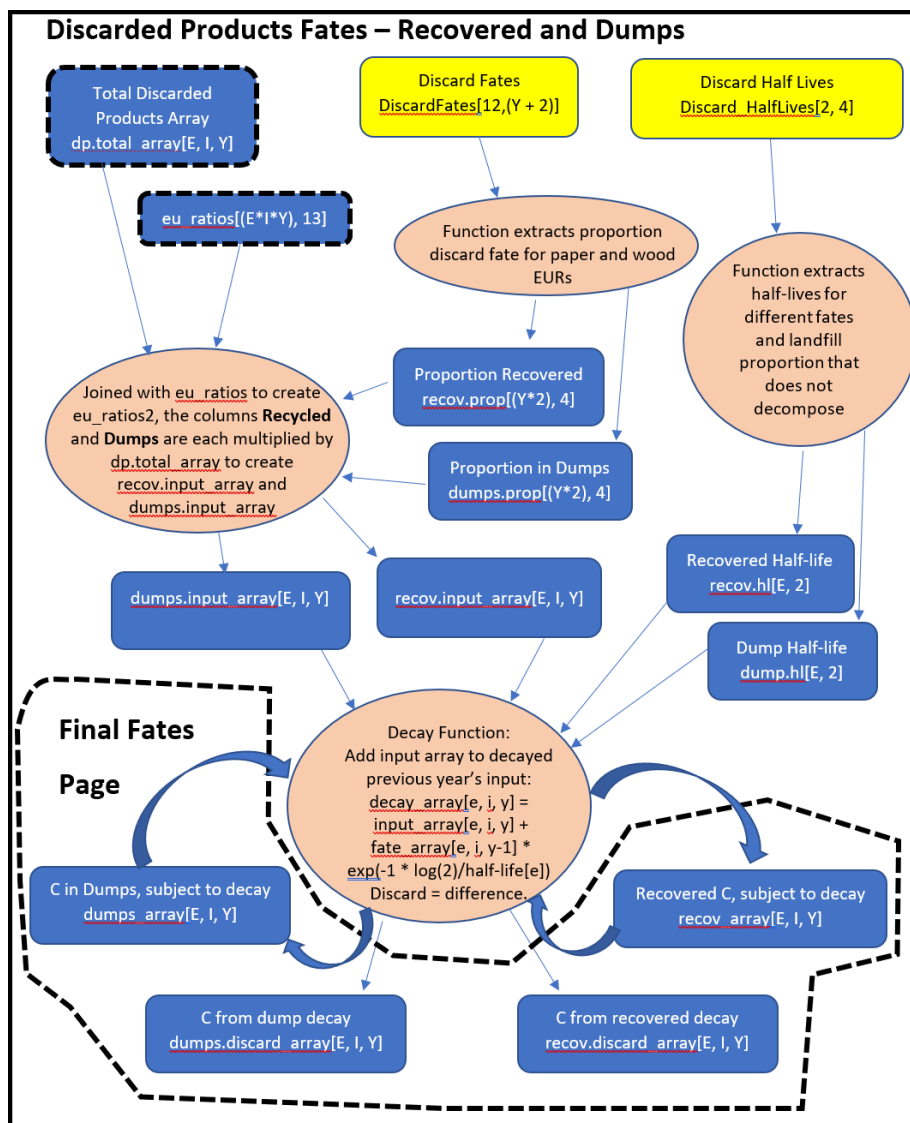 Discarded Products Fates – Recovered and Dumps
Total Discarded
Products Array
dp.total_array[E, I, Y]
Discard Fates
DiscardFates[12,(Y + 2)]
Discard Half Lives
Discard_HalfLives[2, 4]
eu_ratios[(E*I*Y), 13]
Function extracts proportion
discard fate for paper and wood
EURs
Function extracts
half-lives for
different fates
and landfill
proportion that
does not
decompose
Joined with eu_ratios to create
eu_ratios2, the columns Recycled
and Dumps are each multiplied by
dp.total_array to create
recov.input_array and
dumps.input_array
Proportion Recovered
recov.prop[(Y*2), 4]
Proportion in Dumps
dumps.prop[(Y*2), 4]
dumps.input_array[E, I, Y]
recov.input_array[E, I, Y]
Recovered Half-life
recov.hl[E, 2]
Dump Half-life
dump.hl[E, 2]
Final Fates
Page
Decay Function:
Add input array to decayed
previous year's input:
decay_array[e, i, y] =
input_array[e, i, y] +
fate_array[e, i, y-1] *
exp(-1 * log(2)/half-life[e])
Discard = difference.
C in Dumps, subject to decay
dumps_array[E, I, Y]
Recovered C, subject to decay
recov_array[E, I, Y]
C from dump decay
dumps.discard_array[E, I, Y]
C from recovered decay
recov.discard_array[E, I, Y]